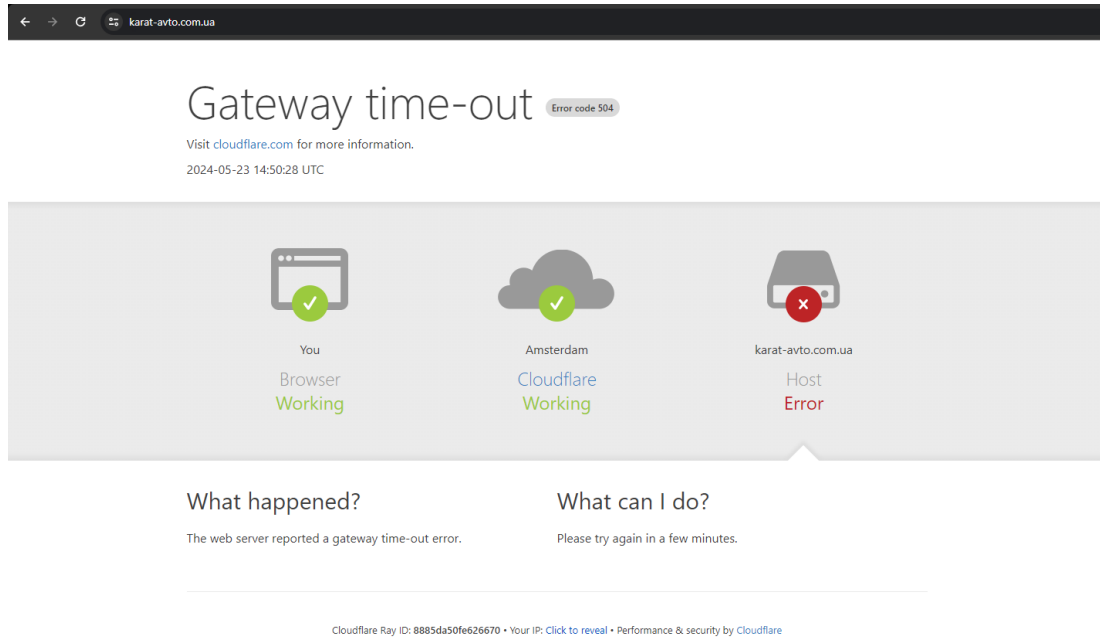 karat-avto.com.ua
Gateway time-out Error code 504
Visit cloudflare.com for more information.
2024-05-23 14:50:28 UTC
You
Browser
Working
Amsterdam
Cloudflare
Working
karat-avto.com.ua
Host
Error
What happened?
The web server reported a gateway time-out error.
What can I do?
Please try again in a few minutes.
Cloudflare Ray ID: 8885da50fe626670 • Your IP: Click to reveal • Performance & security by Cloudflare